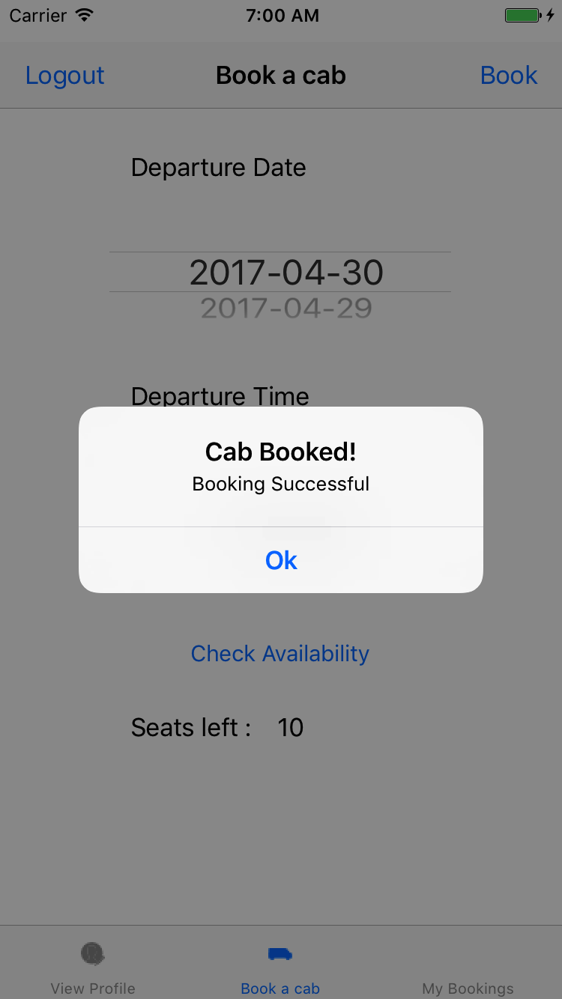 Carrier 7:00 AM
Logout Book a cab Book
Departure Date
2017-04-30
2017-04-29
Departure Time
Cab Booked!
Booking Successful
Ok
Check Availability
Seats left : 10
View Profile Book a cab My Bookings